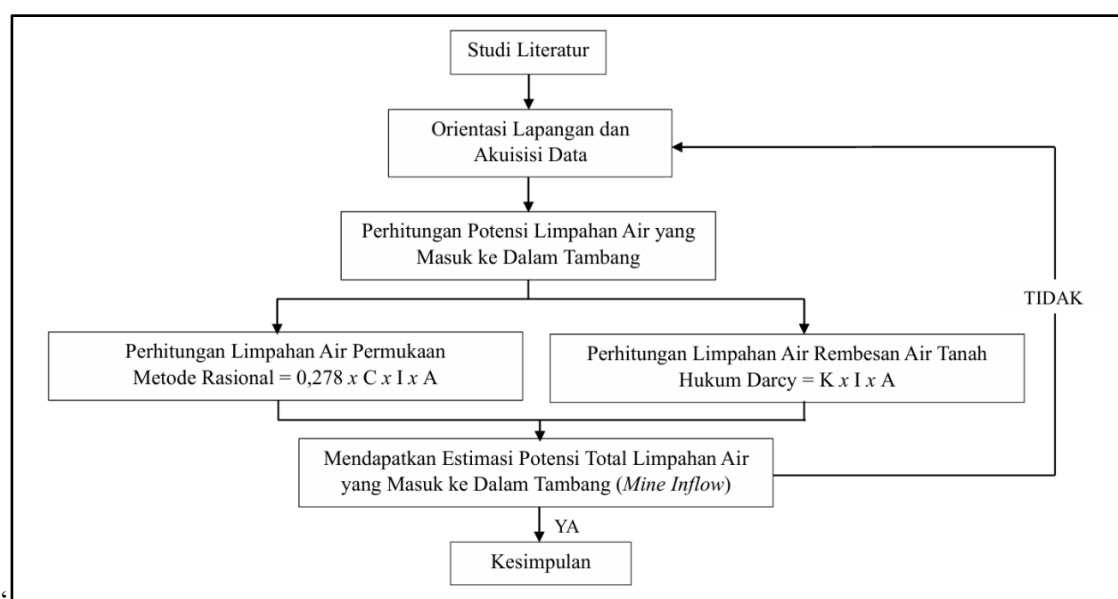 Studi Literatur
Orientasi Lapangan dan
Akuisisi Data
Perhitungan Potensi Limpahan Air yang
Masuk ke Dalam Tambang
TIDAK
Perhitungan Limpahan Air Permukaan
Metode Rasional = 0,278 x C x I x A
Perhitungan Limpahan Air Rembesan Air Tanah
Hukum Darcy = K x I x A
Mendapatkan Estimasi Potensi Total Limpahan Air
yang Masuk ke Dalam Tambang (Mine Inflow)
YA
Kesimpulan
‘